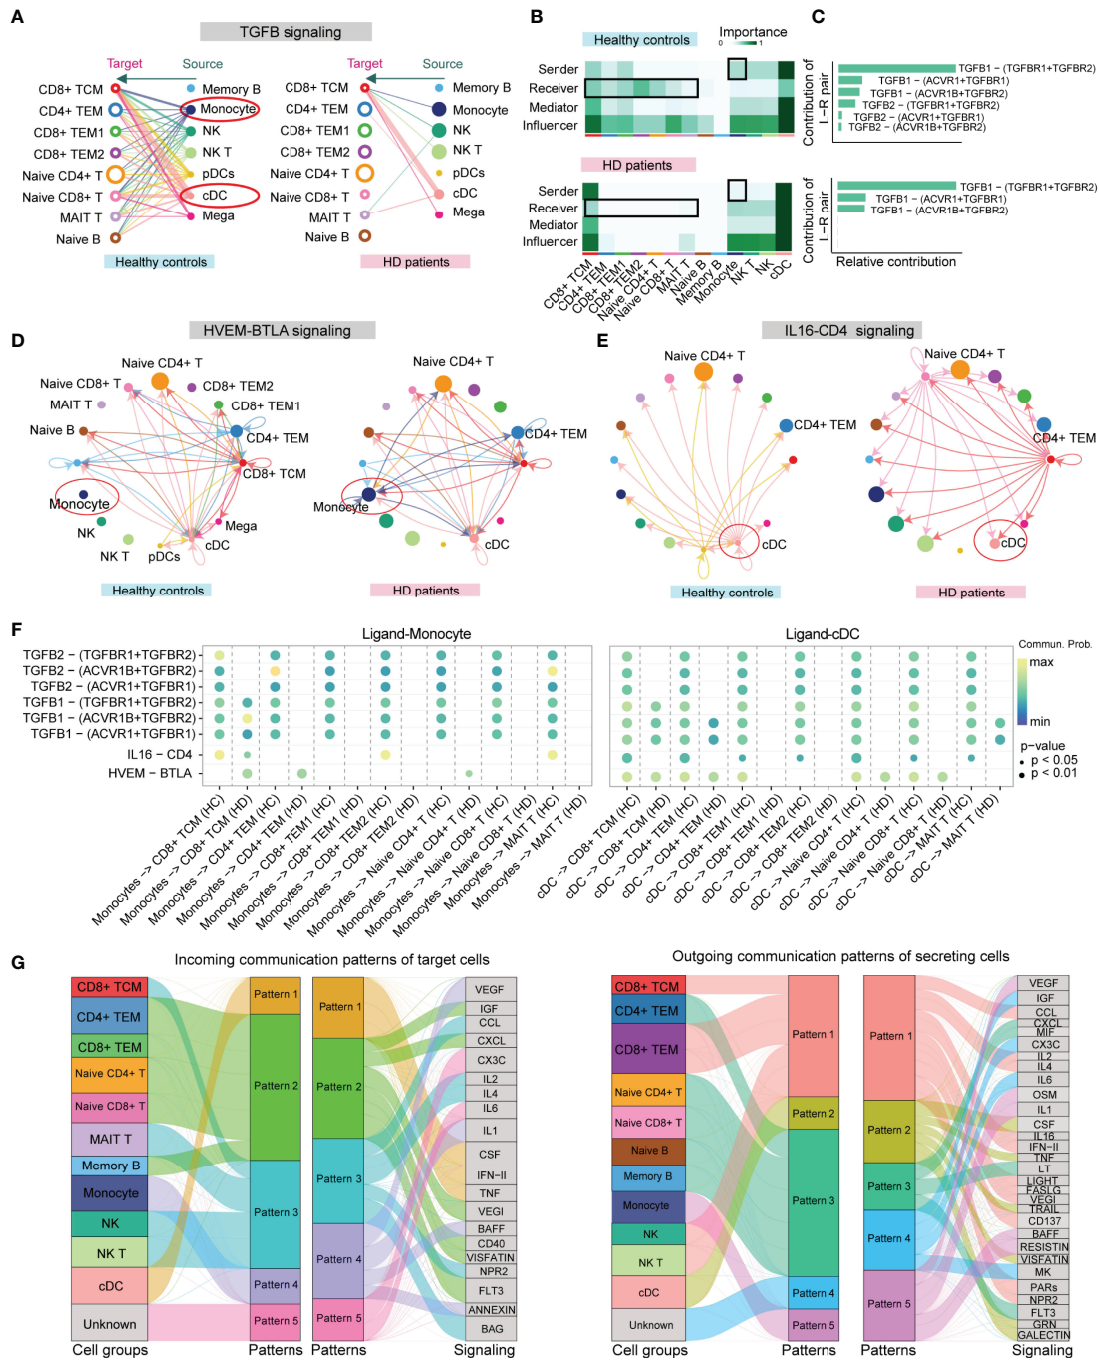 A
TGFB signaling
Target Source
CD8+ TCM
CD4+ TEM
CD8+ TEM1
CD8+ TEM2
Naive CD4+ T
Naive CD8+ T
MAIT T
Naive B
Memory B
Monocyte
NK
NK T
pDCs
cDC
Mega
Healthy controls
Target Source
CD8+ TCM
CD4+ TEM
CD8+ TEM1
CD8+ TEM2
Naive CD4+ T
Naive CD8+ T
MAIT T
Naive B
Memory B
Monocyte
NK
NK T
pDCs
cDC
Mega
HD patients
B
Healthy controls
Importance
0 1
Serder
Receiver
Mediator
Influencer
HD patients
Serder
Receiver
Mediator
Influencer
CD8+ TCM
CD4+ TEM
CD8+ TEM1
CD8+ TEM2
Naive CD4+ T
Naive CD8+ T
MAIT T
Naive B
Memory B
Monocyte
NK T
NK
cDC
C
Contribution of
L−R pair
TGFB1 − (TGFBR1+TGFBR2)
TGFB1 − (ACVR1+TGFBR1)
TGFB1 − (ACVR1B+TGFBR2)
TGFB2 − (TGFBR1+TGFBR2)
TGFB2 − (ACVR1+TGFBR1)
TGFB2 − (ACVR1B+TGFBR2)
Contribution of
L−R pair
TGFB1 − (TGFBR1+TGFBR2)
TGFB1 − (ACVR1+TGFBR1)
TGFB1 − (ACVR1B+TGFBR2)
Relative contribution
D
HVEM-BTLA signaling
Naive CD4+ T
Naive CD8+ T
CD8+ TEM2
MAIT T
CD8+ TEM1
Naive B
CD4+ TEM
CD8+ TCM
Monocyte
Mega
NK
cDC
NK T
pDCs
Healthy controls
Naive CD4+ T
CD4+ TEM
Monocyte
cDC
HD patients
E
IL16-CD4 signaling
Naive CD4+ T
CD4+ TEM
cDC
Healthy controls
Naive CD4+ T
CD4+ TEM
cDC
HD patients
F
Ligand-Monocyte
Ligand-cDC
TGFB2 − (TGFBR1+TGFBR2)
TGFB2 − (ACVR1B+TGFBR2)
TGFB2 − (ACVR1+TGFBR1)
TGFB1 − (TGFBR1+TGFBR2)
TGFB1 − (ACVR1B+TGFBR2)
TGFB1 − (ACVR1+TGFBR1)
IL16 − CD4
HVEM − BTLA
Monocytes -> CD8+ TCM (HC)
Monocytes -> CD8+ TCM (HD)
Monocytes -> CD4+ TEM (HC)
Monocytes -> CD4+ TEM (HD)
Monocytes -> CD8+ TEM1 (HC)
Monocytes -> CD8+ TEM1 (HD)
Monocytes -> CD8+ TEM2 (HC)
Monocytes -> CD8+ TEM2 (HD)
Monocytes -> Naive CD4+ T (HC)
Monocytes -> Naive CD4+ T (HD)
Monocytes -> Naive CD8+ T (HC)
Monocytes -> Naive CD8+ T (HD)
Monocytes -> MAIT T (HC)
Monocytes -> MAIT T (HD)
cDC -> CD8+ TCM (HC)
cDC -> CD8+ TCM (HD)
cDC -> CD4+ TEM (HC)
cDC -> CD4+ TEM (HD)
cDC -> CD8+ TEM1 (HC)
cDC -> CD8+ TEM1 (HD)
cDC -> CD8+ TEM2 (HC)
cDC -> CD8+ TEM2 (HD)
cDC -> Naive CD4+ T (HC)
cDC -> Naive CD4+ T (HD)
cDC -> Naive CD8+ T (HC)
cDC -> Naive CD8+ T (HD)
cDC -> MAIT T (HC)
cDC -> MAIT T (HD)
Commun. Prob.
max
min
p-value
p < 0.05
p < 0.01
G
Incoming communication patterns of target cells
CD8+ TCM
CD4+ TEM
CD8+ TEM
Naive CD4+ T
Naive CD8+ T
MAIT T
Memory B
Monocyte
NK
NK T
cDC
Unknown
Pattern 1
Pattern 2
Pattern 3
Pattern 4
Pattern 5
Pattern 1
Pattern 2
Pattern 3
Pattern 4
Pattern 5
VEGF
IGF
CCL
CXCL
CX3C
IL2
IL4
IL6
IL1
CSF
IFN−II
TNF
VEGI
BAFF
CD40
VISFATIN
NPR2
FLT3
ANNEXIN
BAG
Cell groups Patterns Patterns Signaling
Outgoing communication patterns of secreting cells
CD8+ TCM
CD4+ TEM
CD8+ TEM
Naive CD4+ T
Naive CD8+ T
Naive B
Memory B
Monocyte
NK
NK T
cDC
Unknown
Pattern 1
Pattern 2
Pattern 3
Pattern 4
Pattern 5
Pattern 1
Pattern 2
Pattern 3
Pattern 4
Pattern 5
VEGF
IGF
CCL
CXCL
MIF
CX3C
IL2
IL4
IL6
OSM
IL1
CSF
IL16
IFN−II
TNF
LT
LIGHT
FASLG
VEGI
TRAIL
CD137
BAFF
RESISTIN
VISFATIN
MK
PARs
NPR2
FLT3
GRN
GALECTIN
Cell groups Patterns Patterns Signaling